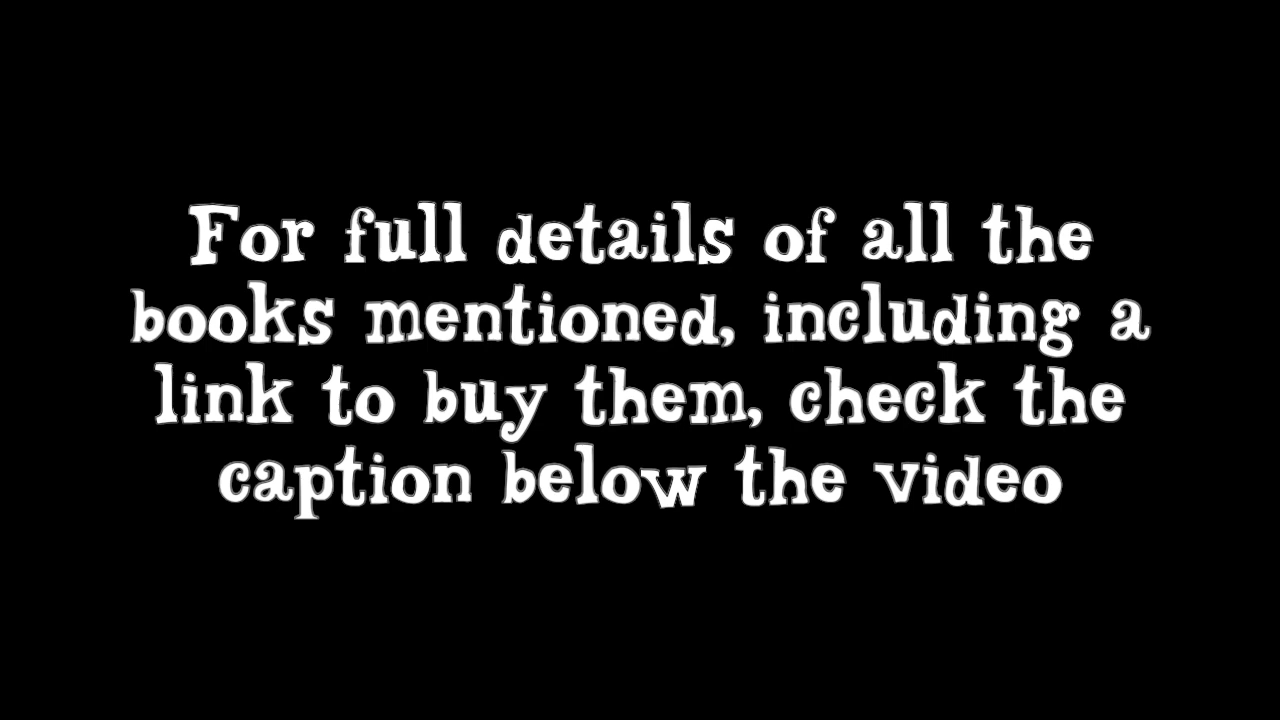 For full details of all the
books mentioned, including a
link to buy them, check the
caption below the video